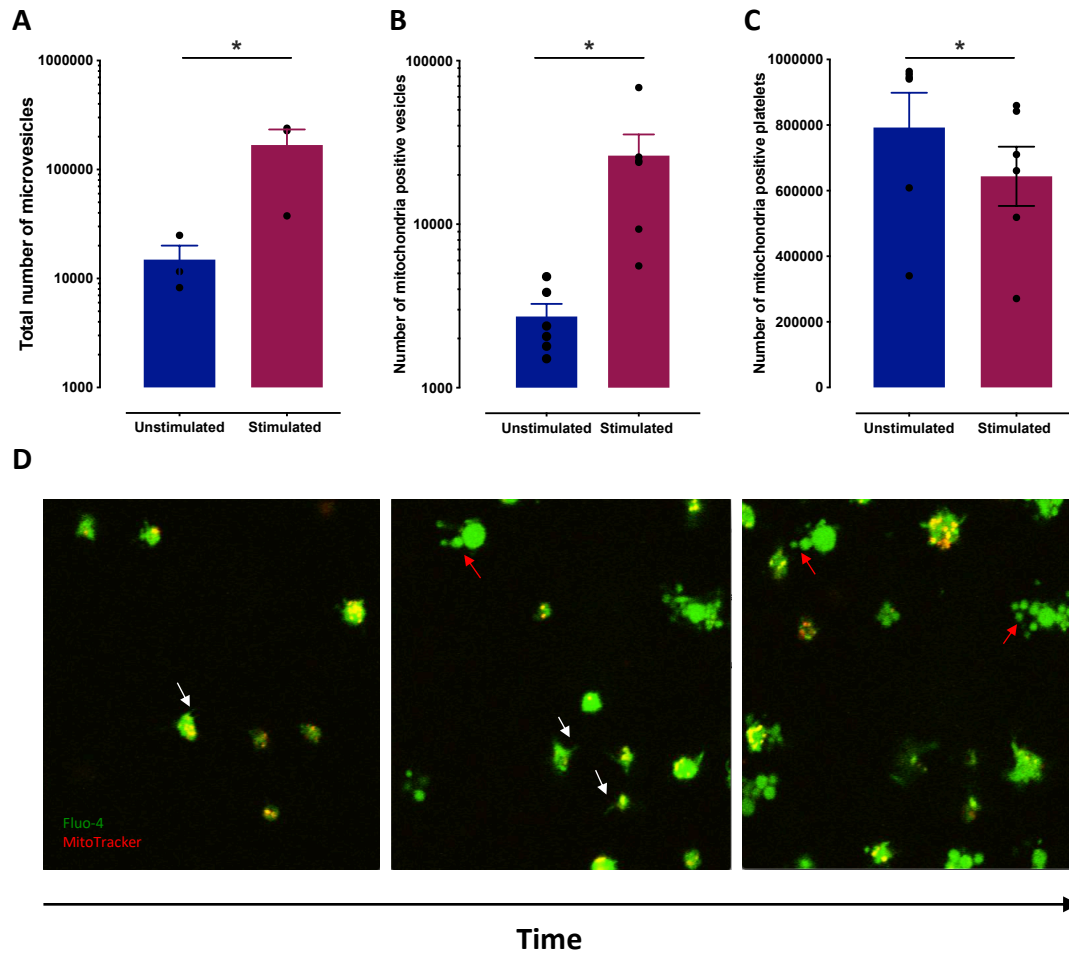 A
*
Total number of microvesicles
1000000
100000
10000
1000
Unstimulated Stimulated
B
*
Number of mitochondria positive vesicles
100000
10000
1000
Unstimulated Stimulated
C
*
Number of mitochondria positive platelets
1000000
800000
600000
400000
200000
0
Unstimulated Stimulated
D
Fluo-4
MitoTracker
Time